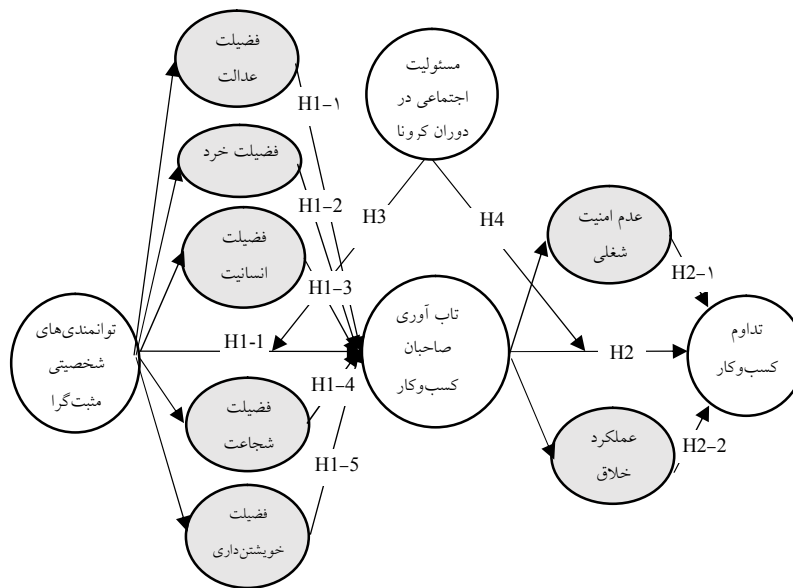 فضیلت
عدالت
مسئولیت
اجتماعی در
دوران کرونا
H1-۱
فضیلت خرد
H1-2
H3
H4
فضیلت
انسانیت
عدم امنیت
شغلی
H2-۱
H1-3
توانمندی‌های
شخصیتی
مثبت‌گرا
H1-1
تاب آوری
صاحبان
کسب‌وکار
H2
تداوم
کسب‌وکار
H1-4
فضیلت
شجاعت
عملکرد
خلاق
H2-2
H1-5
فضیلت
خویشتن‌داری